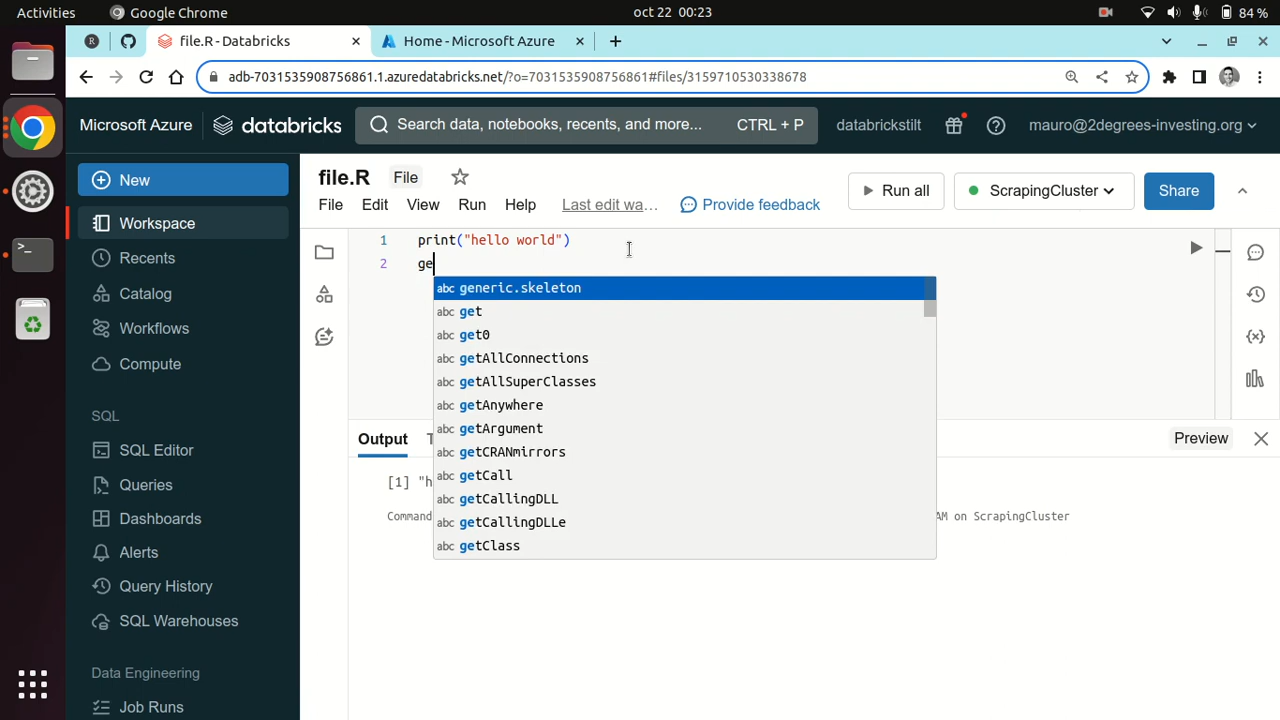 Activities
Google Chrome
oct 22 00:23
84 %
file.R - Databricks
Home - Microsoft Azure
adb-7031535908756861.1.azuredatabricks.net/?o=7031535908756861#files/3159710530338678
Microsoft Azure
databricks
Search data, notebooks, recents, and more...
CTRL + P
databrickstilt
mauro@2degrees-investing.org
New
Workspace
Recents
Catalog
Workflows
Compute
SQL
SQL Editor
Queries
Dashboards
Alerts
Query History
SQL Warehouses
Data Engineering
Job Runs
file.R
File
File Edit View Run Help
Last edit wa...
Provide feedback
Run all
ScrapingCluster
Share
1 print("hello world")
2 ge
abc generic.skeleton
abc get
abc get0
abc getAllConnections
abc getAllSuperClasses
abc getAnywhere
abc getArgument
abc getCRANmirrors
abc getCall
abc getCallingDLL
abc getCallingDLLe
abc getClass
Output
Preview
[1] "h
Command
AM on ScrapingCluster